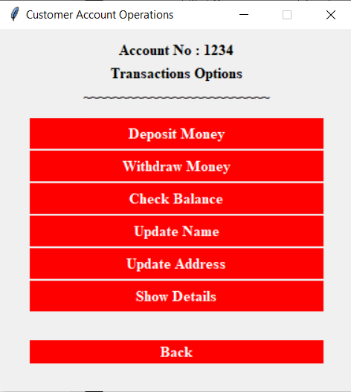 Customer Account Operations
Account No : 1234
Transactions Options
~~~~~~~~~~~~~~~~~~~~~~~~~~
Deposit Money
Withdraw Money
Check Balance
Update Name
Update Address
Show Details
Back